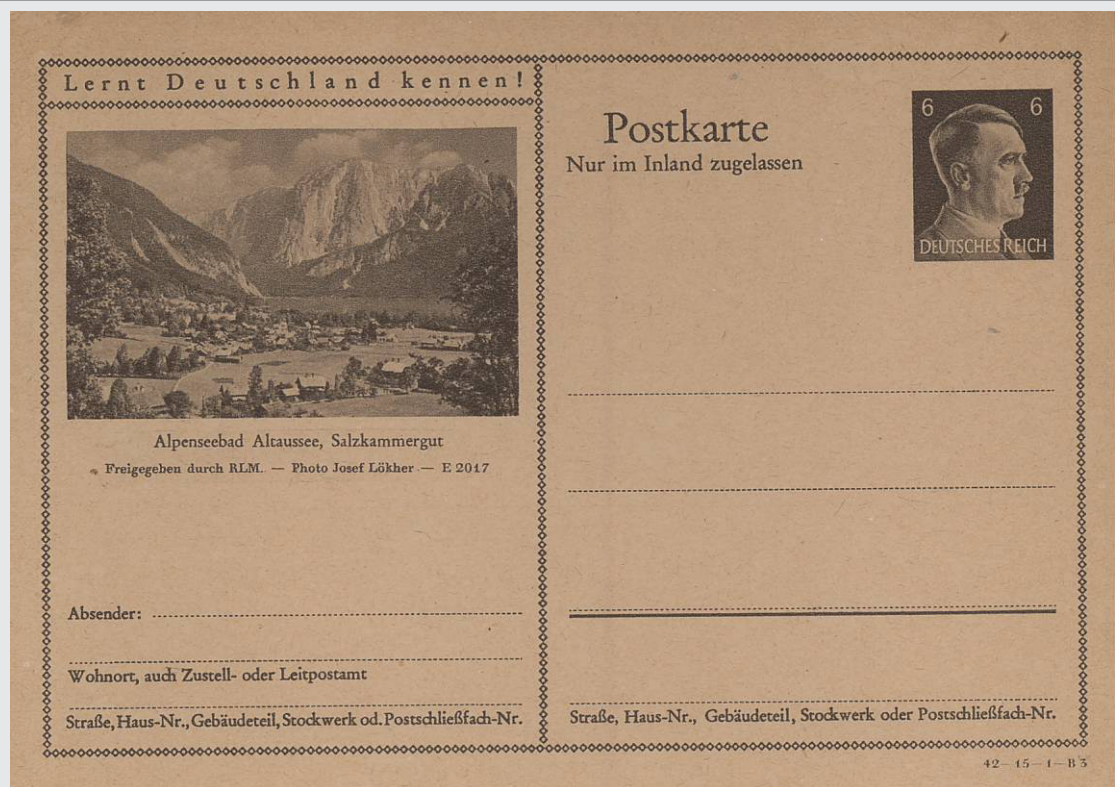 Lernt Deutschland kennen!
Alpenseebad Altaussee, Salzkammergut
Freigegeben durch RLM. — Photo Josef Lökher — E 2017
Absender:
Wohnort, auch Zustell- oder Leitpostamt
Straße, Haus-Nr., Gebäudeteil, Stockwerk od. Postschließfach-Nr.
Postkarte
Nur im Inland zugelassen
6 6
DEUTSCHES REICH
Straße, Haus-Nr., Gebäudeteil, Stockwerk oder Postschließfach-Nr.
42—15—1—B 3